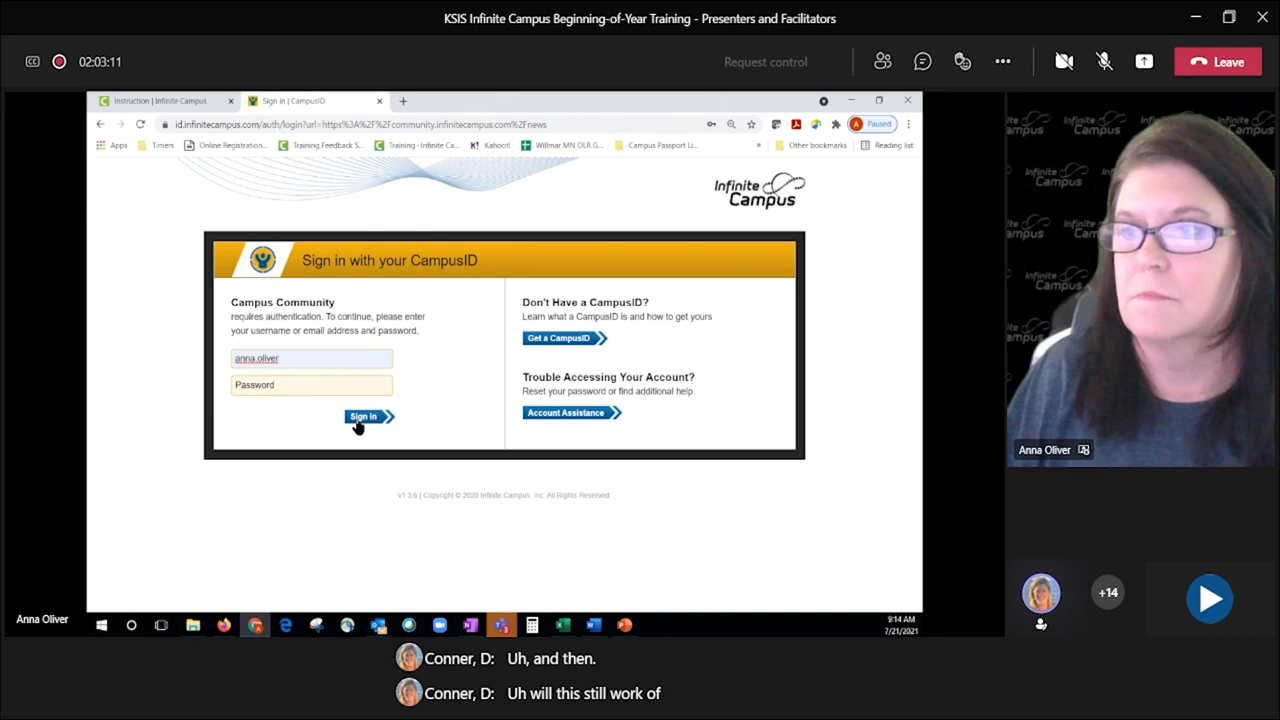 KSIS Infinite Campus Beginning-of-Year Training - Presenters and Facilitators
CC
02:03:11
Request control
Leave
Instruction | Infinite Campus
Sign in | CampusID
id.infinitecampus.com/auth/login?url=https%3A%2F%2Fcommunity.infinitecampus.com%2Fnews
A Paused
Apps
Timers
Online Registration...
Training Feedback S...
Training - Infinite Ca...
K! Kahoot!
Willmar MN OLR G...
Campus Passport Li...
»
Other bookmarks
Reading list
Infinite
Campus
Sign in with your CampusID
Campus Community
requires authentication. To continue, please enter
your username or email address and password.
anna.oliver
Password
Sign in
Don't Have a CampusID?
Learn what a CampusID is and how to get yours
Get a CampusID
Trouble Accessing Your Account?
Reset your password or find additional help
Account Assistance
v1.3.6 | Copyright © 2020 Infinite Campus, Inc. All Rights Reserved.
9:14 AM
7/21/2021
Anna Oliver
Infinite
Campus
Anna Oliver
+14
Conner, D: Uh, and then.
Conner, D: Uh will this still work of